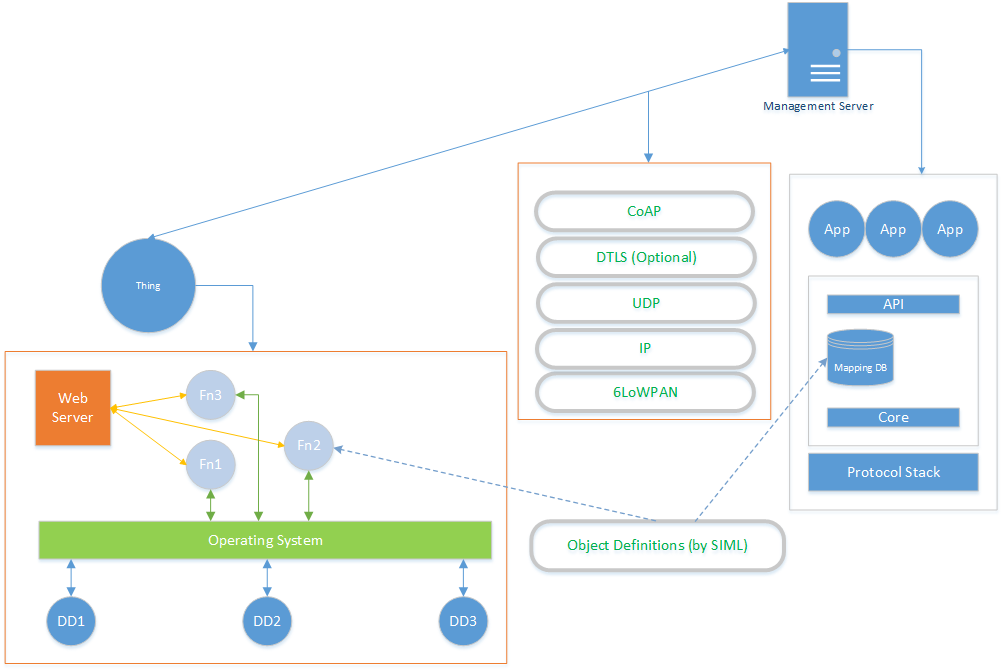 Management Server
CoAP
DTLS (Optional)
UDP
IP
6LoWPAN
App
App
App
API
Mapping DB
Core
Protocol Stack
Thing
Web
Server
Fn3
Fn2
Fn1
Operating System
DD1
DD2
DD3
Object Definitions (by SIML)